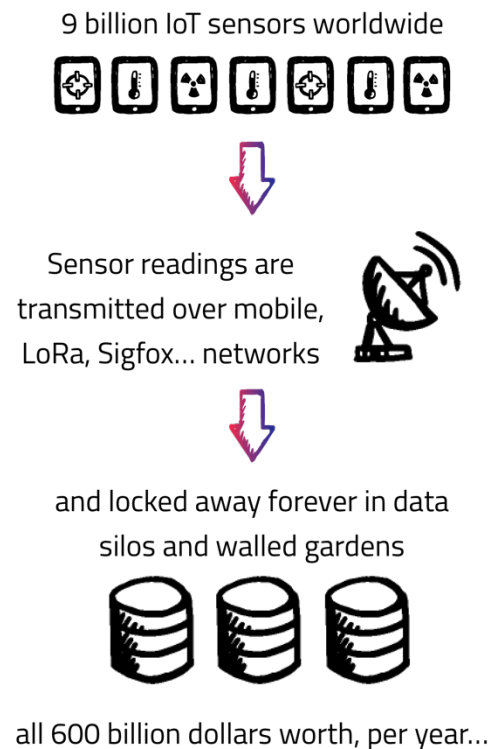 9 billion IoT sensors worldwide
Sensor readings are
transmitted over mobile,
LoRa, Sigfox... networks
and locked away forever in data
silos and walled gardens
all 600 billion dollars worth, per year...